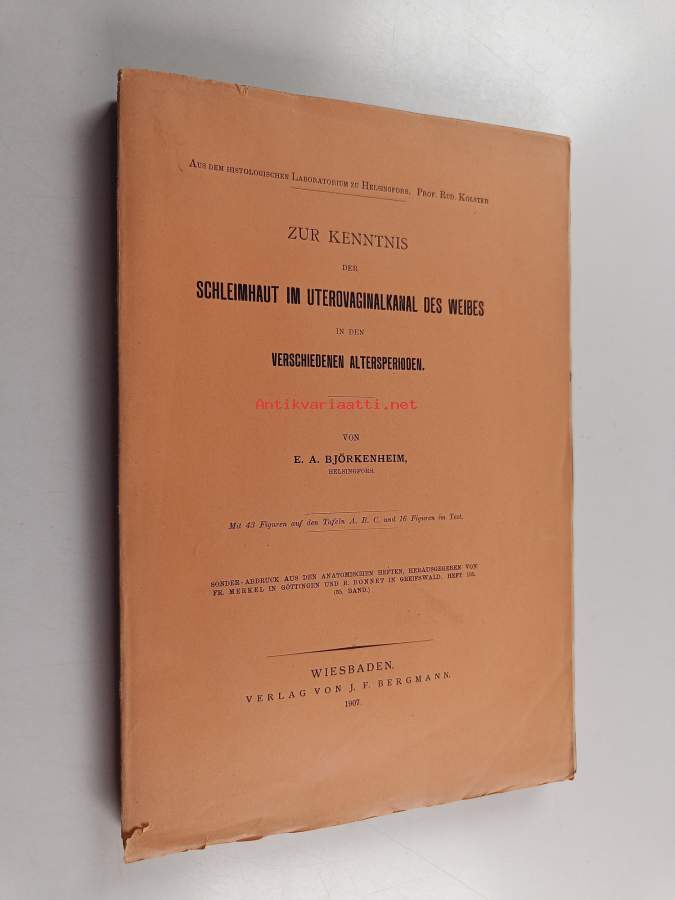 AUS DEM HISTOLOGISCHEN LABORATORIUM ZU HELSINGFORS. PROF. RUD. KOLSTER
ZUR KENNTNIS
DER
SCHLEIMHAUT IM UTEROVAGINALKANAL DES WEIBES
IN DEN
VERSCHIEDENEN ALTERSPERIODEN.
Antikvariaatti.net
VON
E. A. BJÖRKENHEIM,
HELSINGFORS.
Mit 43 Figuren auf den Tafeln A. B. C. und 16 Figuren im Text.
SONDER-ABDRUCK AUS DEN ANATOMISCHEN HEFTEN, HERAUSGEGEBEN VON
FR. MERKEL IN GÖTTINGEN UND R. BONNET IN GREIFSWALD. HEFT 105.
(35. BAND.)
WIESBADEN.
VERLAG VON J. F. BERGMANN.
1907.